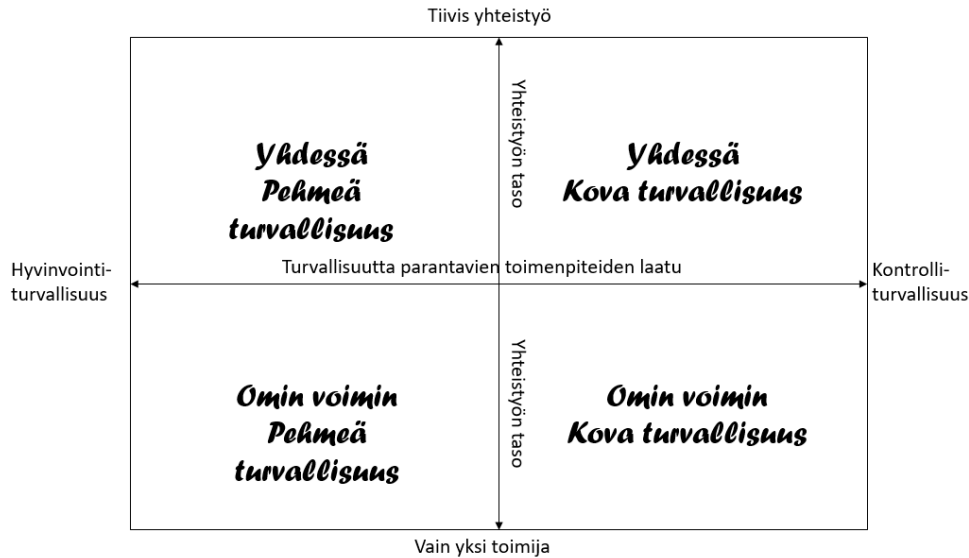 Tiivis yhteistyö
Yhteistyön taso
Yhdessä
Pehmeä
turvallisuus
Yhdessä
Kova turvallisuus
Hyvinvointi-
turvallisuus
Turvallisuutta parantavien toimenpiteiden laatu
Kontrolli-
turvallisuus
Omin voimin
Pehmeä
turvallisuus
Yhteistyön taso
Omin voimin
Kova turvallisuus
Vain yksi toimija